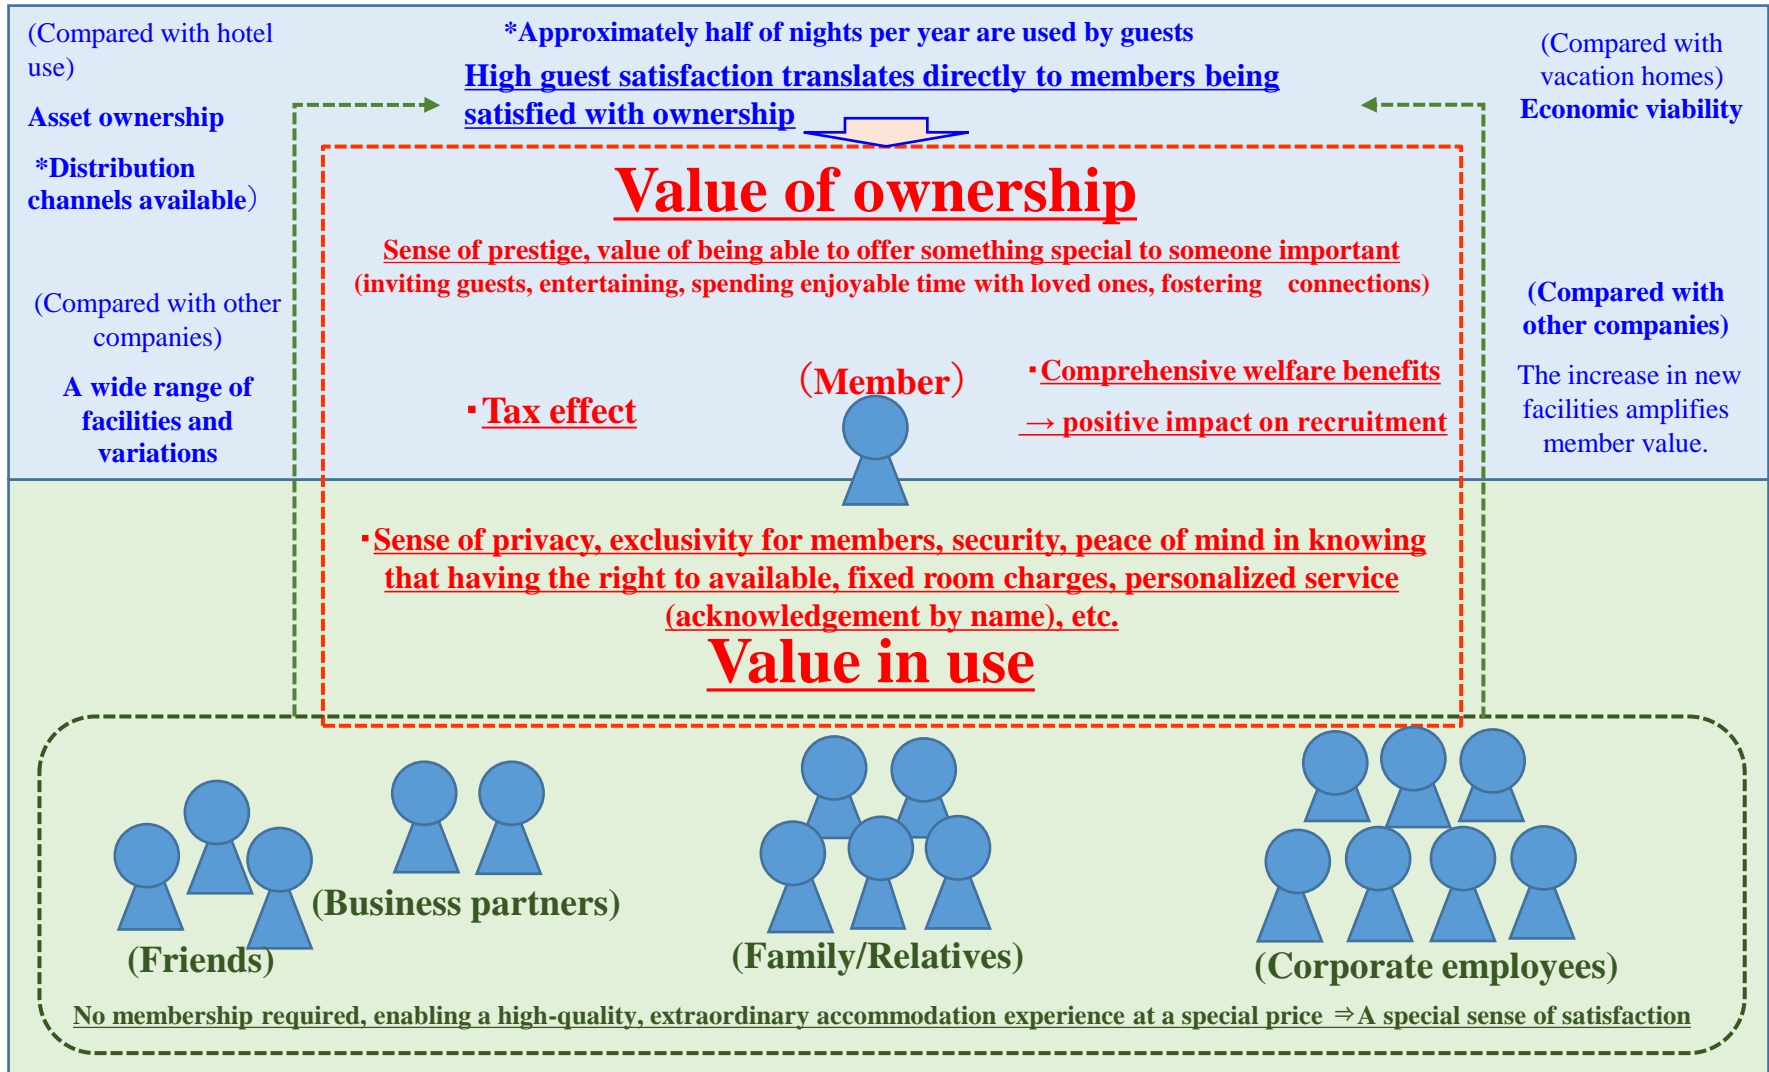 (Compared with hotel
use)
Asset ownership
*Distribution
channels available）
(Compared with other
companies)
A wide range of
facilities and
variations
*Approximately half of nights per year are used by guests
High guest satisfaction translates directly to members being
satisfied with ownership
(Compared with
vacation homes)
Economic viability
(Compared with
other companies)
The increase in new
facilities amplifies
member value.
Value of ownership
Sense of prestige, value of being able to offer something special to someone important
(inviting guests, entertaining, spending enjoyable time with loved ones, fostering　connections)
（Member）
▪Tax effect
▪Comprehensive welfare benefits
→ positive impact on recruitment
▪Sense of privacy, exclusivity for members, security, peace of mind in knowing
that having the right to available, fixed room charges, personalized service
(acknowledgement by name), etc.
Value in use
(Friends)
(Business partners)
(Family/Relatives)
(Corporate employees)
No membership required, enabling a high-quality, extraordinary accommodation experience at a special price ⇒A special sense of satisfaction